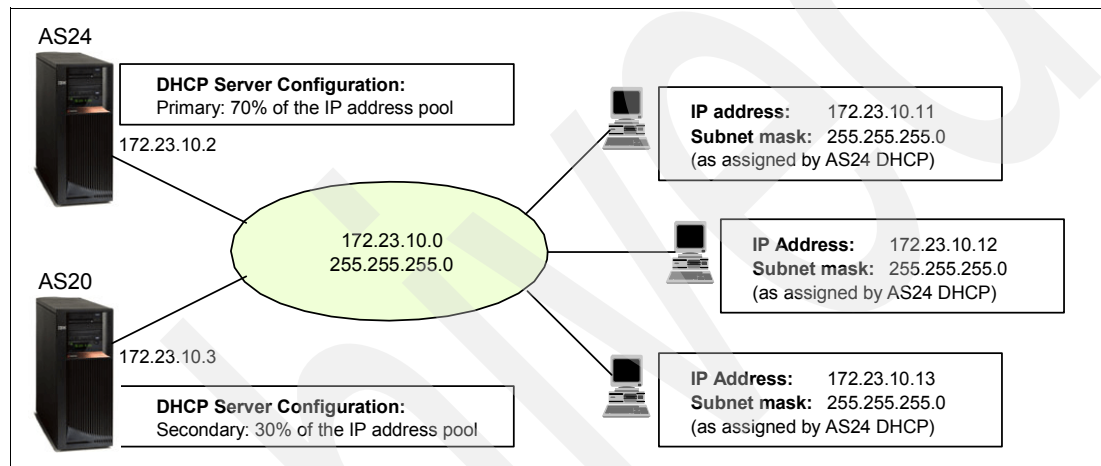 AS24
DHCP Server Configuration:
Primary: 70% of the IP address pool
172.23.10.2
IP address: 172.23.10.11
Subnet mask: 255.255.255.0
(as assigned by AS24 DHCP)
172.23.10.0
255.255.255.0
IP Address: 172.23.10.12
Subnet mask: 255.255.255.0
(as assigned by AS24 DHCP)
AS20
172.23.10.3
DHCP Server Configuration:
Secondary: 30% of the IP address pool
IP Address: 172.23.10.13
Subnet mask: 255.255.255.0
(as assigned by AS24 DHCP)